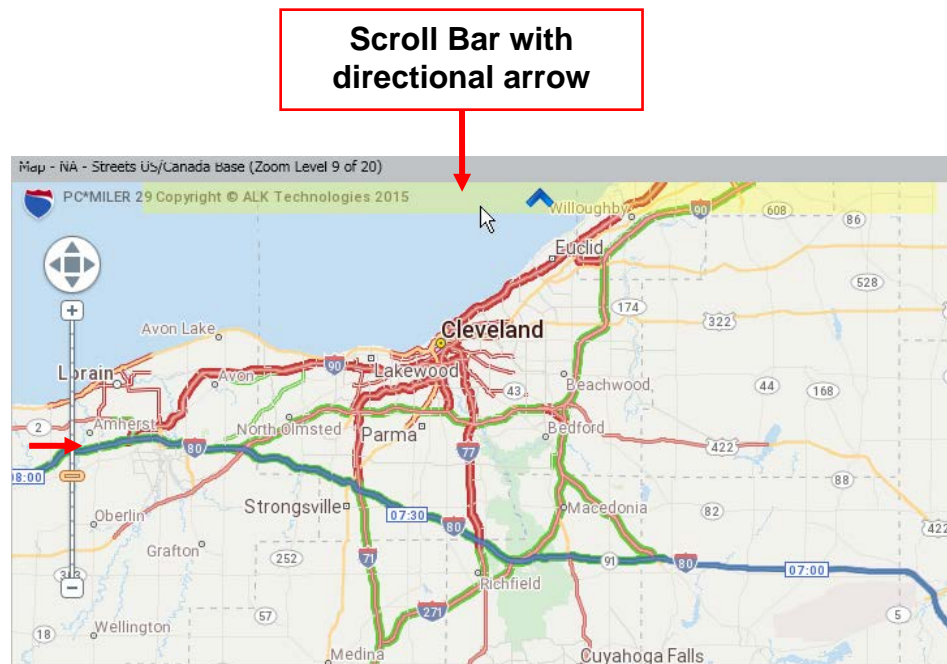 Scroll Bar with
directional arrow
Map - NA - Streets US/Canada Base (Zoom Level 9 of 20)
PC*MILER 29 Copyright © ALK Technologies 2015
Willoughby
90
608
86
Euclid
528
174
322
Avon Lake
Cleveland
Lorain
90
Lakewood
Avon
43
Beachwood
44
168
2
Amherst
North Olmsted
Parma
Bedford
80
77
422
08:00
88
Oberlin
Strongsville
07:30
80
Macedonia
82
422
Grafton
252
71
91
80
07:00
Richfield
57
271
5
18
Wellington
Medina
Cuyahoga Falls